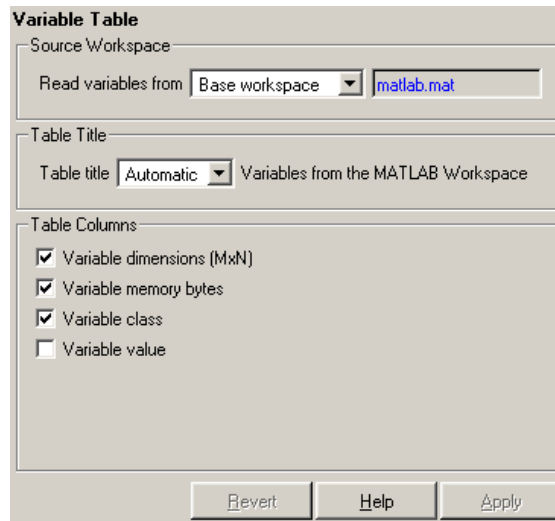 Variable Table
Source Workspace
Read variables from Base workspace matlab.mat
Table Title
Table title Automatic Variables from the MATLAB Workspace
Table Columns
Variable dimensions (MxN)
Variable memory bytes
Variable class
Variable value
Revert Help Apply